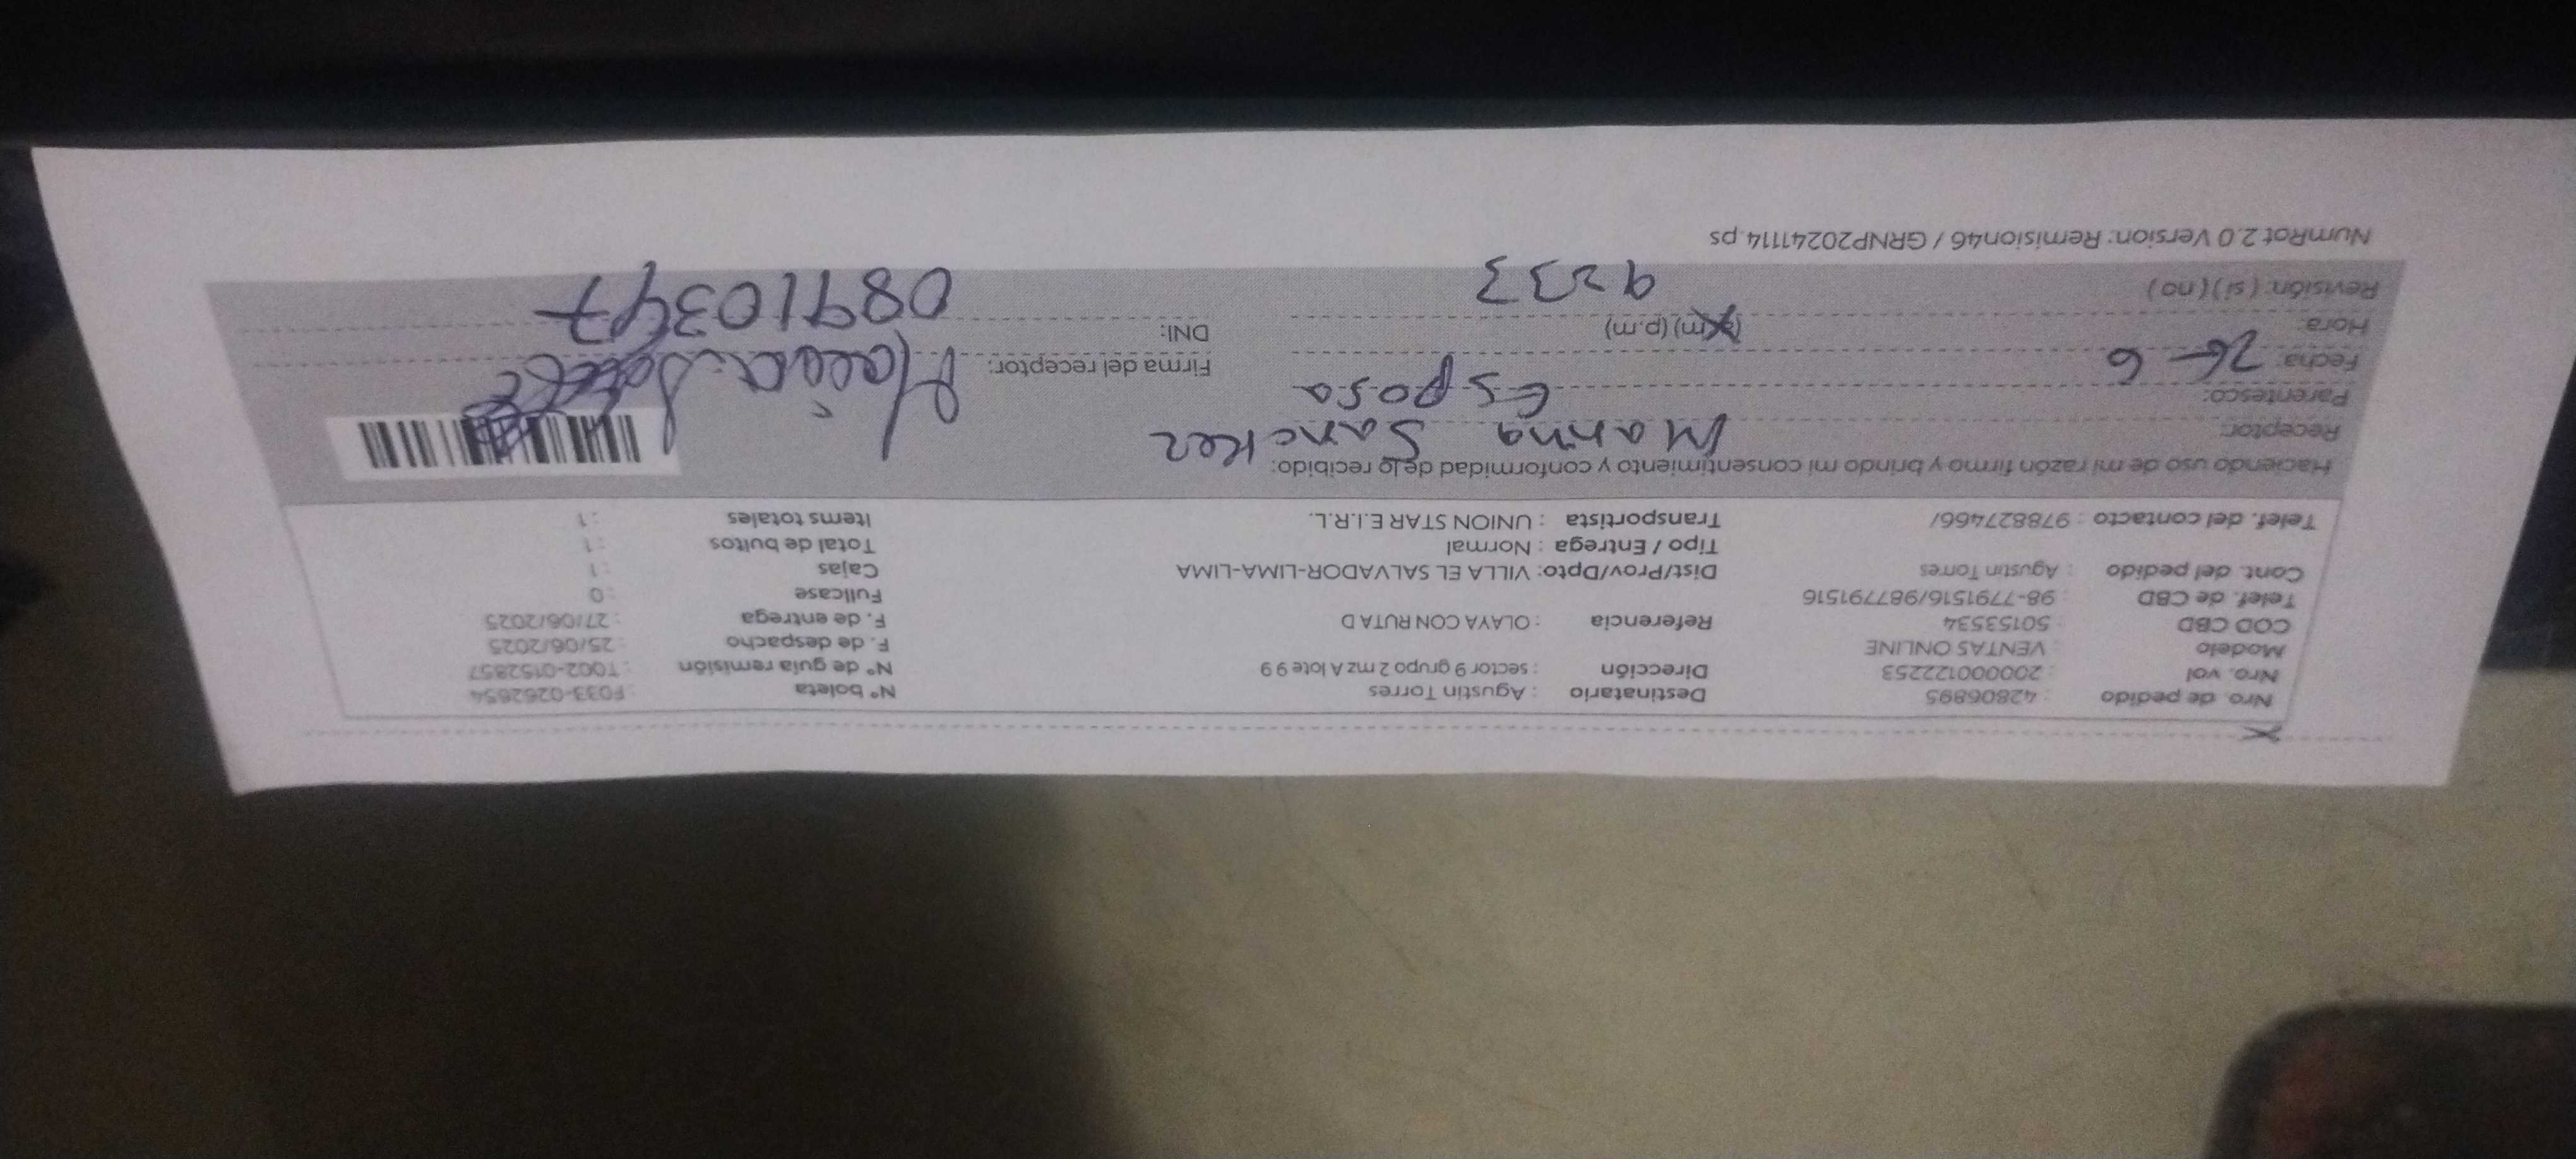 Nro. de pedido : 42806895 Destinatario : Agustin Torres N° boleta : F033-0262654
Nro. vol : 2000000122253 Dirección : sector 9 grupo 2 mz A lote 9 9 N° de guía remisión : T002-0152857
Modelo : VENTAS ONLINE F. de despacho : 25/06/2025
COD CBD : 50153534 Referencia : OLAYA CON RUTA D F. de entrega : 27/06/2025
Telef. de CBD : 98-7791516/987791516 Fullcase : 0
Cont. del pedido : Agustin Torres Dist/Prov/Dpto: VILLA EL SALVADOR-LIMA-LIMA Cajas : 1
Tipo / Entrega : Normal Total de bultos : 1
Telef. del contacto : 978827466/ Transportista : UNION STAR E.I.R.L. Items totales : 1
Haciendo uso de mi razón firmo y brindo mi consentimiento y conformidad de lo recibido:
Receptor: Marina Sanchez
Parentesco: Esposa
Fecha: 26-6 Firma del receptor:
Hora: (a.m) (p.m) DNI: 08910347
Revisión: (si) (no) 9233
NumRot 2.0 Version: Remision46 / GRNP20241114.ps